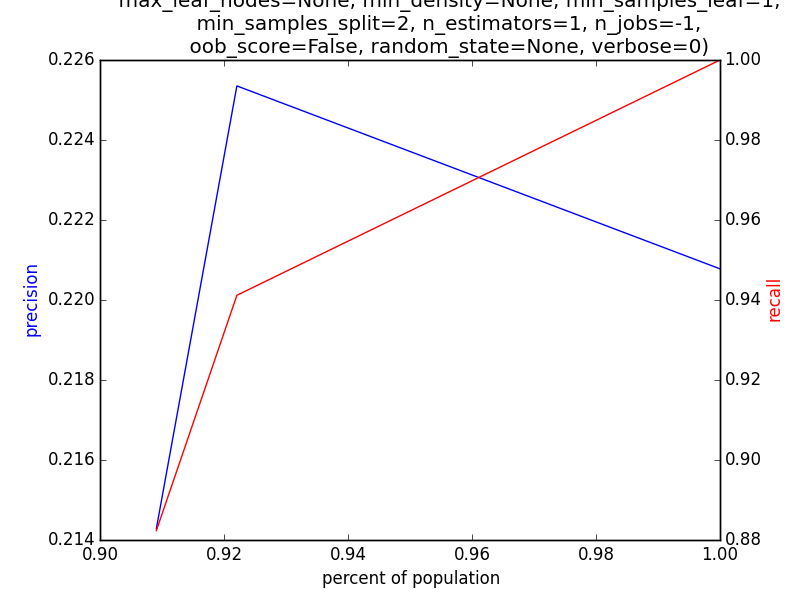 max_leaf_nodes=None, min_density=None, min_samples_leaf=1,
min_samples_split=2, n_estimators=1, n_jobs=-1,
oob_score=False, random_state=None, verbose=0)
0.226
0.224
0.222
0.220
0.218
0.216
0.214
precision
1.00
0.98
0.96
0.94
0.92
0.90
0.88
recall
0.90 0.92 0.94 0.96 0.98 1.00
percent of population